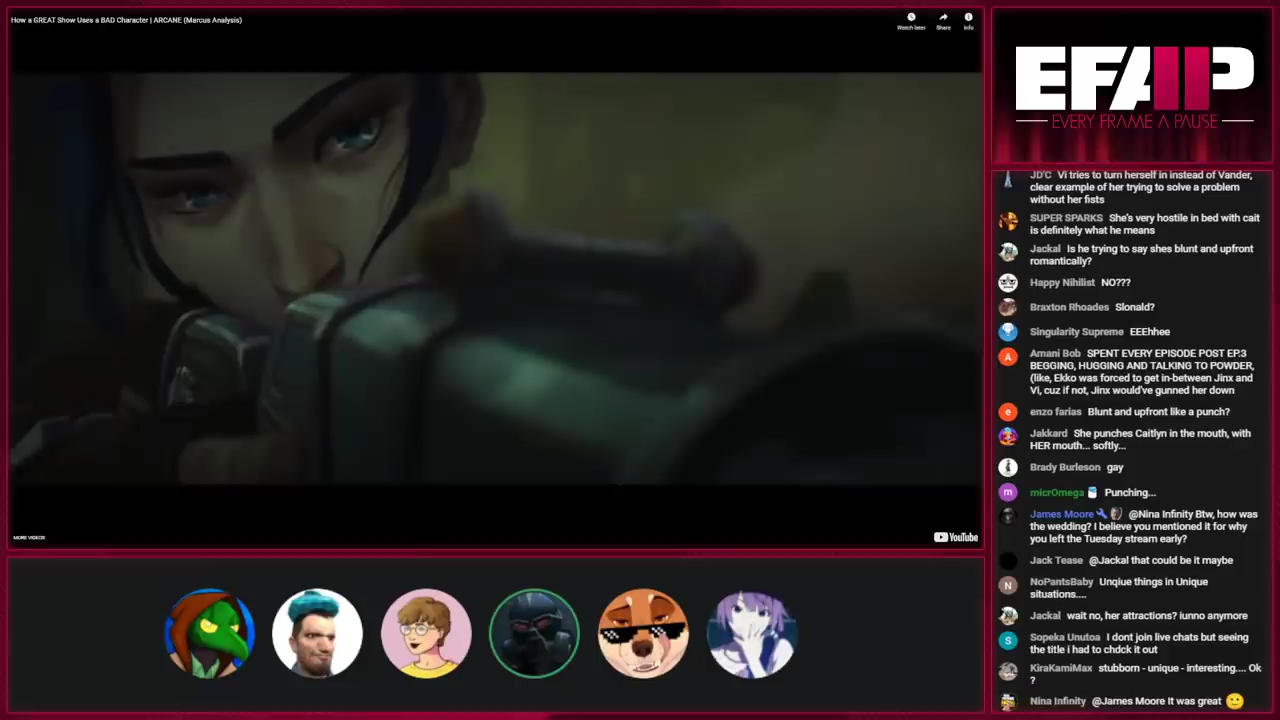 How a GREAT Show Uses a BAD Character | ARCANE (Marcus Analysis)
Watch later
Share
Info
MORE VIDEOS
YouTube
EFAP
EVERY FRAME A PAUSE
JD'C Vi tries to turn herself in instead of Vander,
clear example of her trying to solve a problem
without her fists
SUPER SPARKS She's very hostile in bed with cait
is definitely what he means
Jackal Is he trying to say shes blunt and upfront
romantically?
Happy Nihilist NO???
Braxton Rhoades Slonald?
Singularity Supreme EEEhhee
A
Amani Bob SPENT EVERY EPISODE POST EP.3
BEGGING, HUGGING AND TALKING TO POWDER,
(like, Ekko was forced to get in-between Jinx and
Vi, cuz if not, Jinx would've gunned her down
e
enzo farias Blunt and upfront like a punch?
Jakkard She punches Caitlyn in the mouth, with
HER mouth... softly...
Brady Burleson gay
m
micrOmega Punching...
James Moore @Nina Infinity Btw, how was
the wedding? I believe you mentioned it for why
you left the Tuesday stream early?
Jack Tease @Jackal that could be it maybe
N
NoPantsBaby Unqiue things in Unique
situations....
Jackal wait no, her attractions? iunno anymore
S
Sopeka Unutoa I dont join live chats but seeing
the title i had to chdck it out
KiraKamiMax stubborn - unique - interesting.... Ok
?
Nina Infinity @James Moore It was great